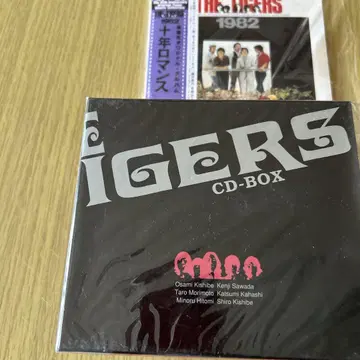 THE TIGERS
1982
十年ロマンス
IGERS
CD-BOX
Osami Kishibe Kenji Sawada
Taro Morimoto Katsumi Kahashi
Minoru Hitomi Shiro Kishibe